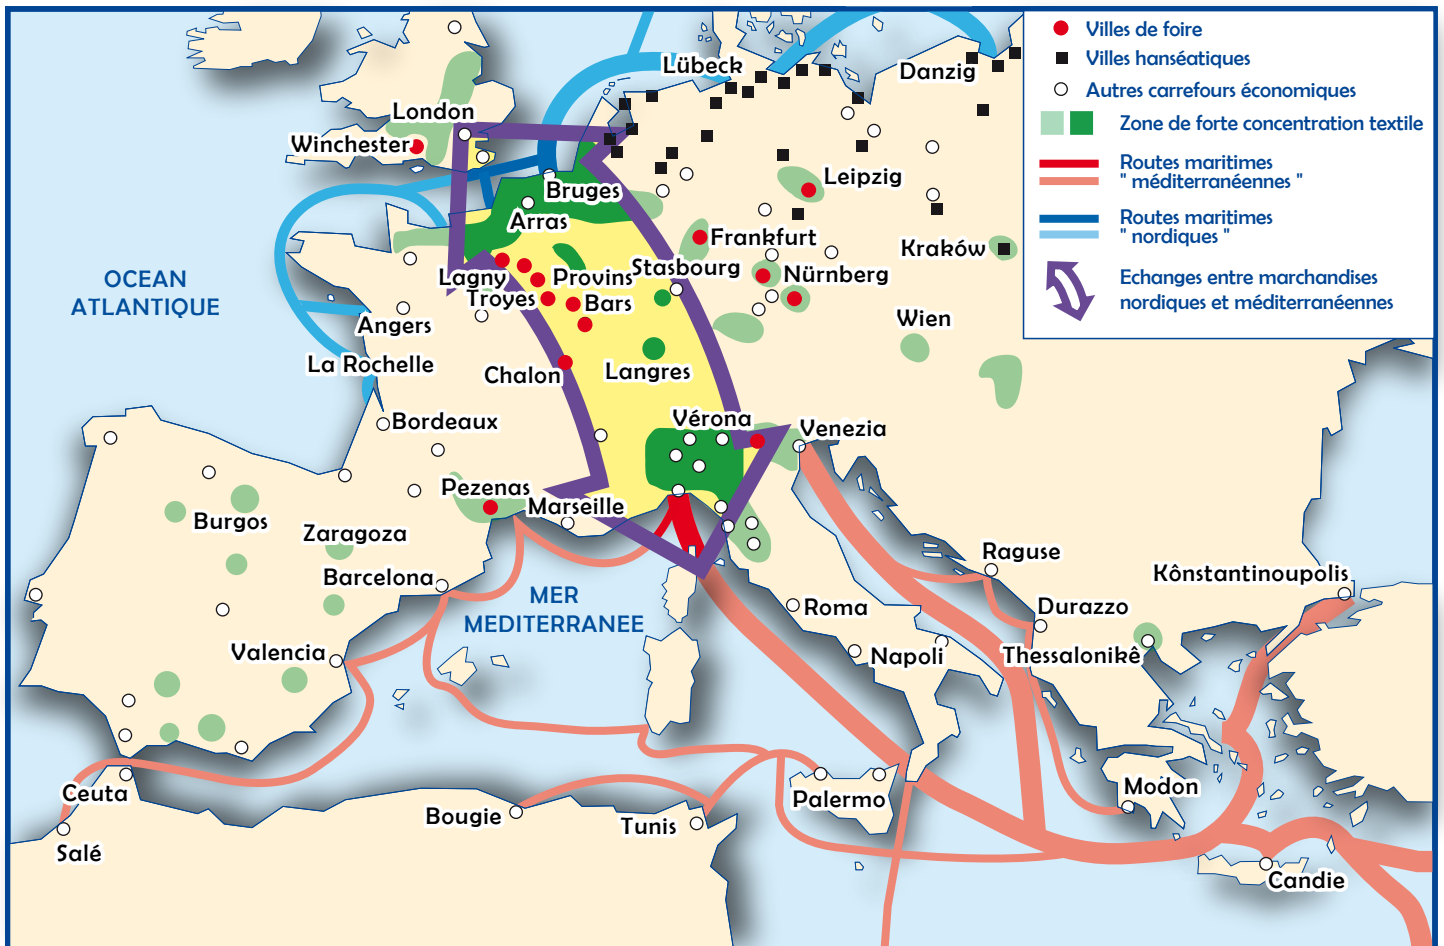 Villes de foire
Villes hanséatiques
Autres carrefours économiques
Zone de forte concentration textile
Routes maritimes
" méditerranéennes "
Routes maritimes
" nordiques "
Echanges entre marchandises
nordiques et méditerranéennes
Lübeck
Danzig
London
Winchester
Leipzig
Bruges
Arras
Frankfurt
Kraków
OCEAN
ATLANTIQUE
Lagny
Provins
Stasbourg
Nürnberg
Troyes
Bars
Angers
Wien
La Rochelle
Chalon
Langres
Bordeaux
Vérona
Venezia
Pezenas
Marseille
Burgos
Zaragoza
Barcelona
Raguse
Kônstantinoupolis
MER
MEDITERRANEE
Roma
Durazzo
Valencia
Napoli
Thessalonikê
Ceuta
Palermo
Modon
Bougie
Tunis
Salé
Candie